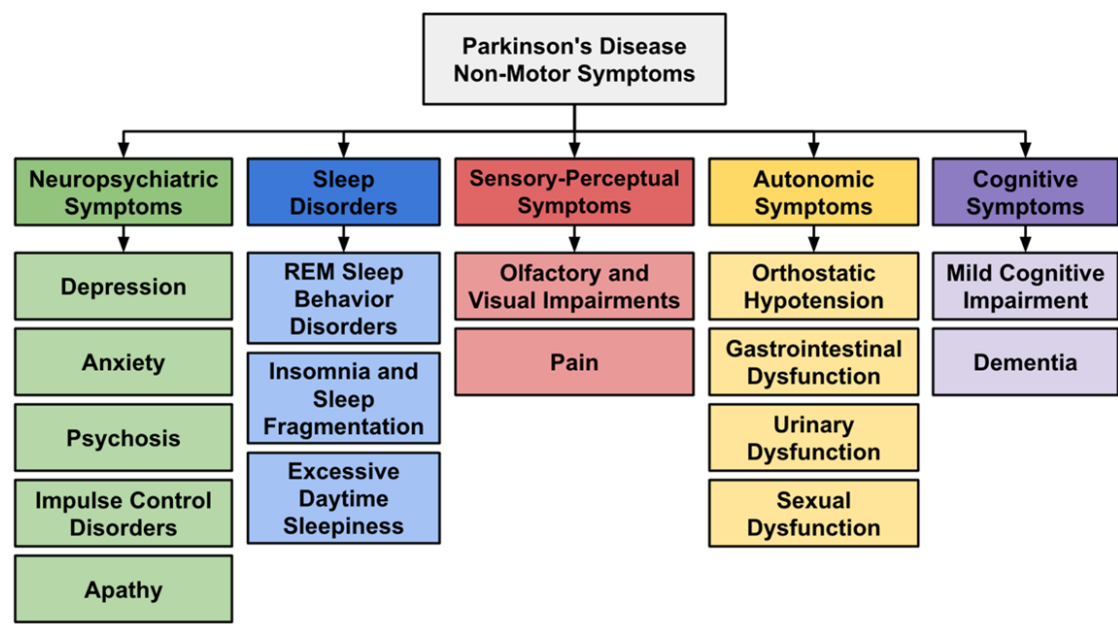 Parkinson's Disease
Non-Motor Symptoms
Neuropsychiatric
Symptoms
Depression
Anxiety
Psychosis
Impulse Control
Disorders
Apathy
Sleep
Disorders
REM Sleep
Behavior
Disorders
Insomnia and
Sleep
Fragmentation
Excessive
Daytime
Sleepiness
Sensory-Perceptual
Symptoms
Olfactory and
Visual Impairments
Pain
Autonomic
Symptoms
Orthostatic
Hypotension
Gastrointestinal
Dysfunction
Urinary
Dysfunction
Sexual
Dysfunction
Cognitive
Symptoms
Mild Cognitive
Impairment
Dementia